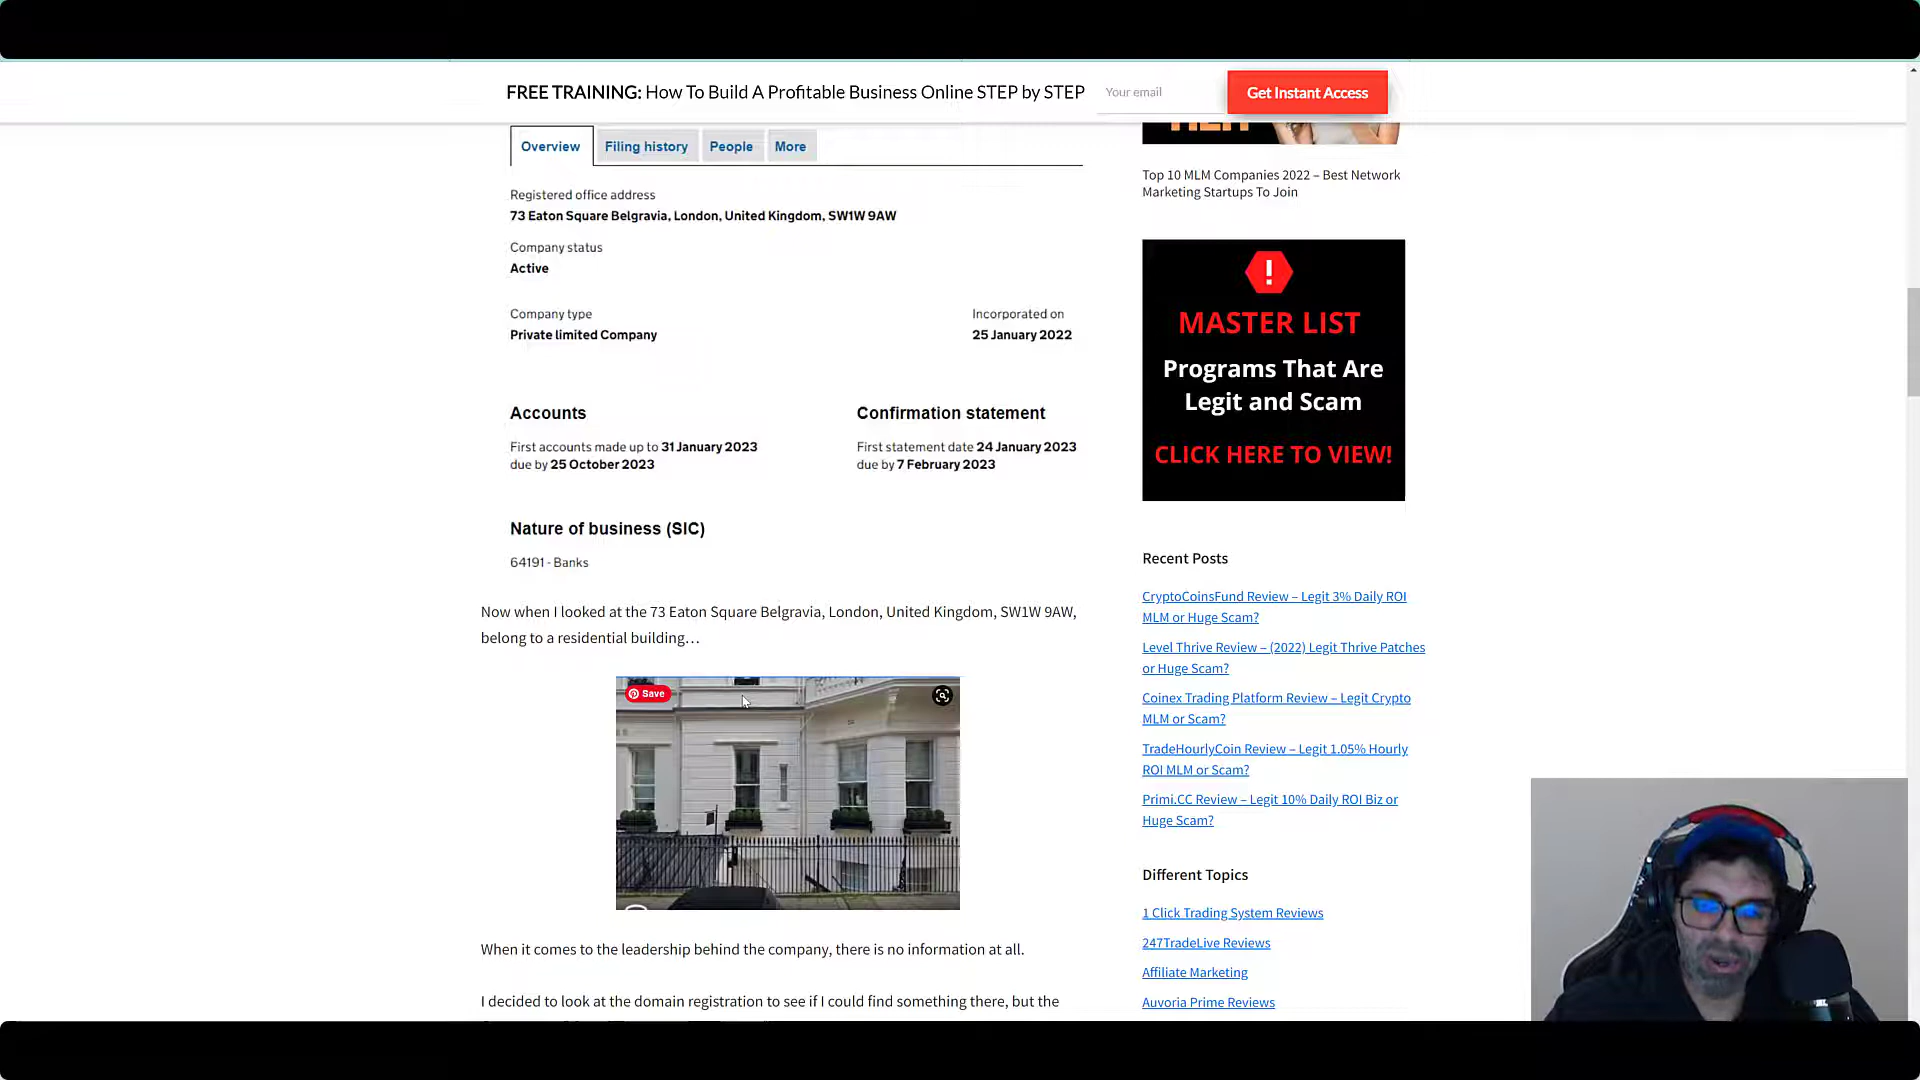 FREE TRAINING: How To Build A Profitable Business Online STEP by STEP
Your email
Get Instant Access
Overview
Filing history
People
More
Registered office address
73 Eaton Square Belgravia, London, United Kingdom, SW1W 9AW
Company status
Active
Company type
Private limited Company
Incorporated on
25 January 2022
Accounts
First accounts made up to 31 January 2023
due by 25 October 2023
Confirmation statement
First statement date 24 January 2023
due by 7 February 2023
Nature of business (SIC)
64191 - Banks
Now when I looked at the 73 Eaton Square Belgravia, London, United Kingdom, SW1W 9AW,
belong to a residential building…
Save
When it comes to the leadership behind the company, there is no information at all.
I decided to look at the domain registration to see if I could find something there, but the
Top 10 MLM Companies 2022 – Best Network
Marketing Startups To Join
MASTER LIST
Programs That Are
Legit and Scam
CLICK HERE TO VIEW!
Recent Posts
CryptoCoinsFund Review – Legit 3% Daily ROI
MLM or Huge Scam?
Level Thrive Review – (2022) Legit Thrive Patches
or Huge Scam?
Coinex Trading Platform Review – Legit Crypto
MLM or Scam?
TradeHourlyCoin Review – Legit 1.05% Hourly
ROI MLM or Scam?
Primi.CC Review – Legit 10% Daily ROI Biz or
Huge Scam?
Different Topics
1 Click Trading System Reviews
247TradeLive Reviews
Affiliate Marketing
Auvoria Prime Reviews